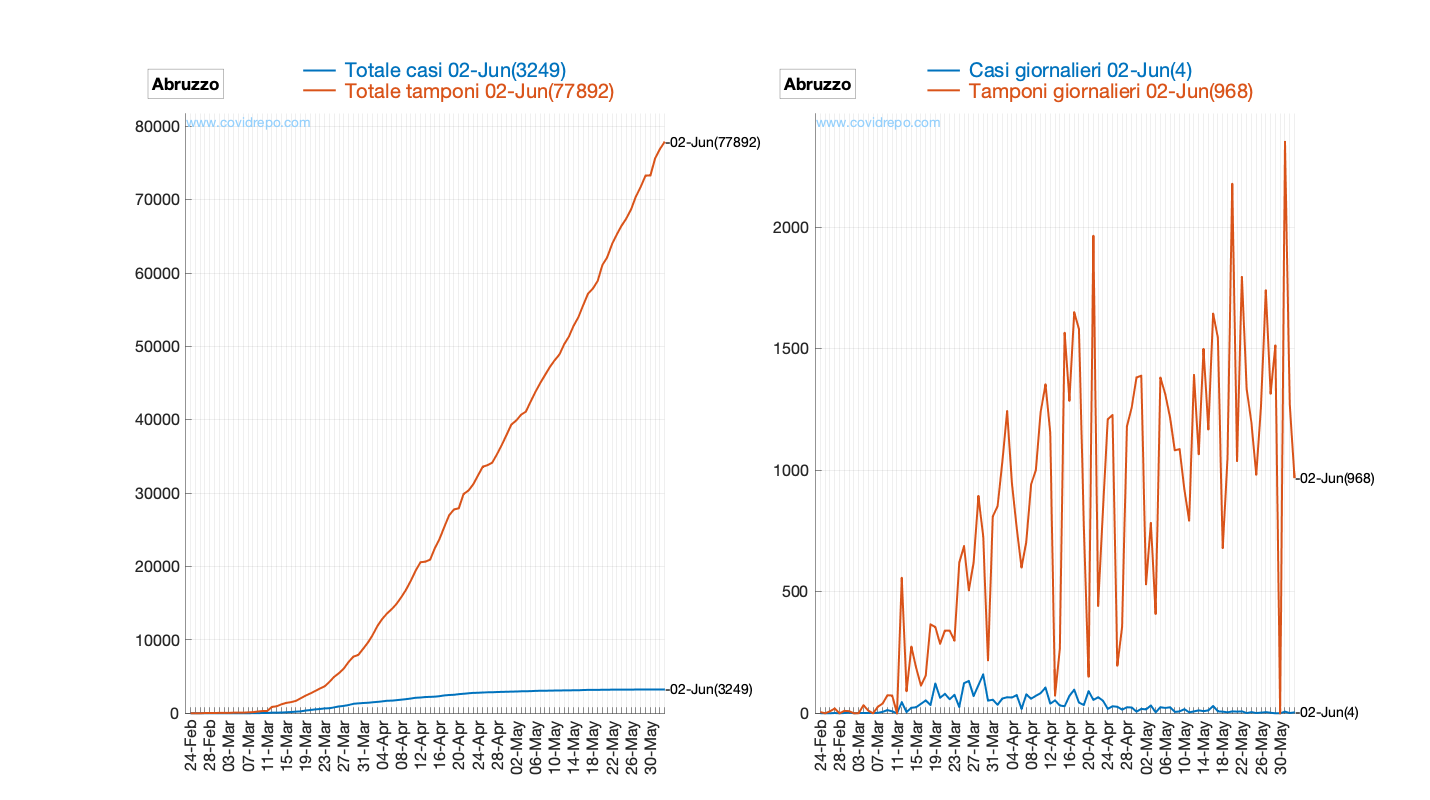 Abruzzo
Totale casi 02-Jun(3249)
Totale tamponi 02-Jun(77892)
www.covidrepo.com
80000
70000
60000
50000
40000
30000
20000
10000
0
02-Jun(77892)
02-Jun(3249)
24-Feb
28-Feb
03-Mar
07-Mar
11-Mar
15-Mar
19-Mar
23-Mar
27-Mar
31-Mar
04-Apr
08-Apr
12-Apr
16-Apr
20-Apr
24-Apr
28-Apr
02-May
06-May
10-May
14-May
18-May
22-May
26-May
30-May
Abruzzo
Casi giornalieri 02-Jun(4)
Tamponi giornalieri 02-Jun(968)
www.covidrepo.com
2000
1500
1000
500
0
02-Jun(968)
02-Jun(4)
24-Feb
28-Feb
03-Mar
07-Mar
11-Mar
15-Mar
19-Mar
23-Mar
27-Mar
31-Mar
04-Apr
08-Apr
12-Apr
16-Apr
20-Apr
24-Apr
28-Apr
02-May
06-May
10-May
14-May
18-May
22-May
26-May
30-May